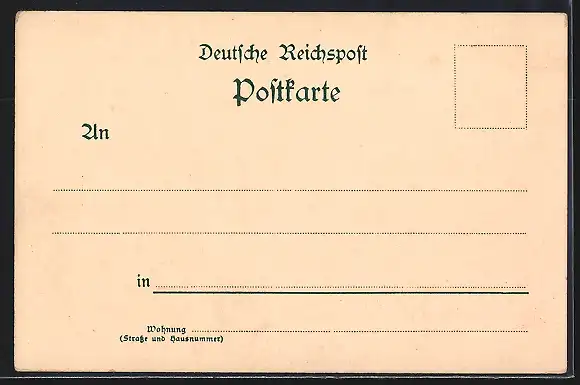 Deutſche Reichspoſt
Poſtkarte
An
in
Wohnung
(Straße und Hausnummer)